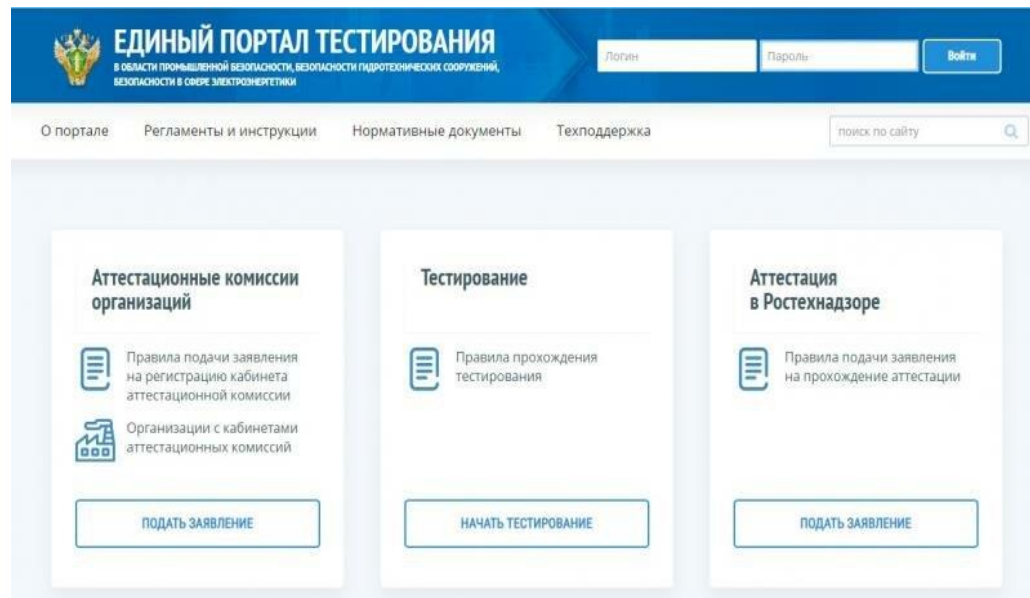 ЕДИНЫЙ ПОРТАЛ ТЕСТИРОВАНИЯ
В ОБЛАСТИ ПРОМЫШЛЕННОЙ БЕЗОПАСНОСТИ, БЕЗОПАСНОСТИ ГИДРОТЕХНИЧЕСКИХ СООРУЖЕНИЙ,
БЕЗОПАСНОСТИ В СФЕРЕ ЭЛЕКТРОЭНЕРГЕТИКИ
Логин
Пароль
Войти
О портале
Регламенты и инструкции
Нормативные документы
Техподдержка
поиск по сайту
Аттестационные комиссии
организаций
Правила подачи заявления
на регистрацию кабинета
аттестационной комиссии
Организации с кабинетами
аттестационных комиссий
ПОДАТЬ ЗАЯВЛЕНИЕ
Тестирование
Правила прохождения
тестирования
НАЧАТЬ ТЕСТИРОВАНИЕ
Аттестация
в Ростехнадзоре
Правила подачи заявления
на прохождение аттестации
ПОДАТЬ ЗАЯВЛЕНИЕ